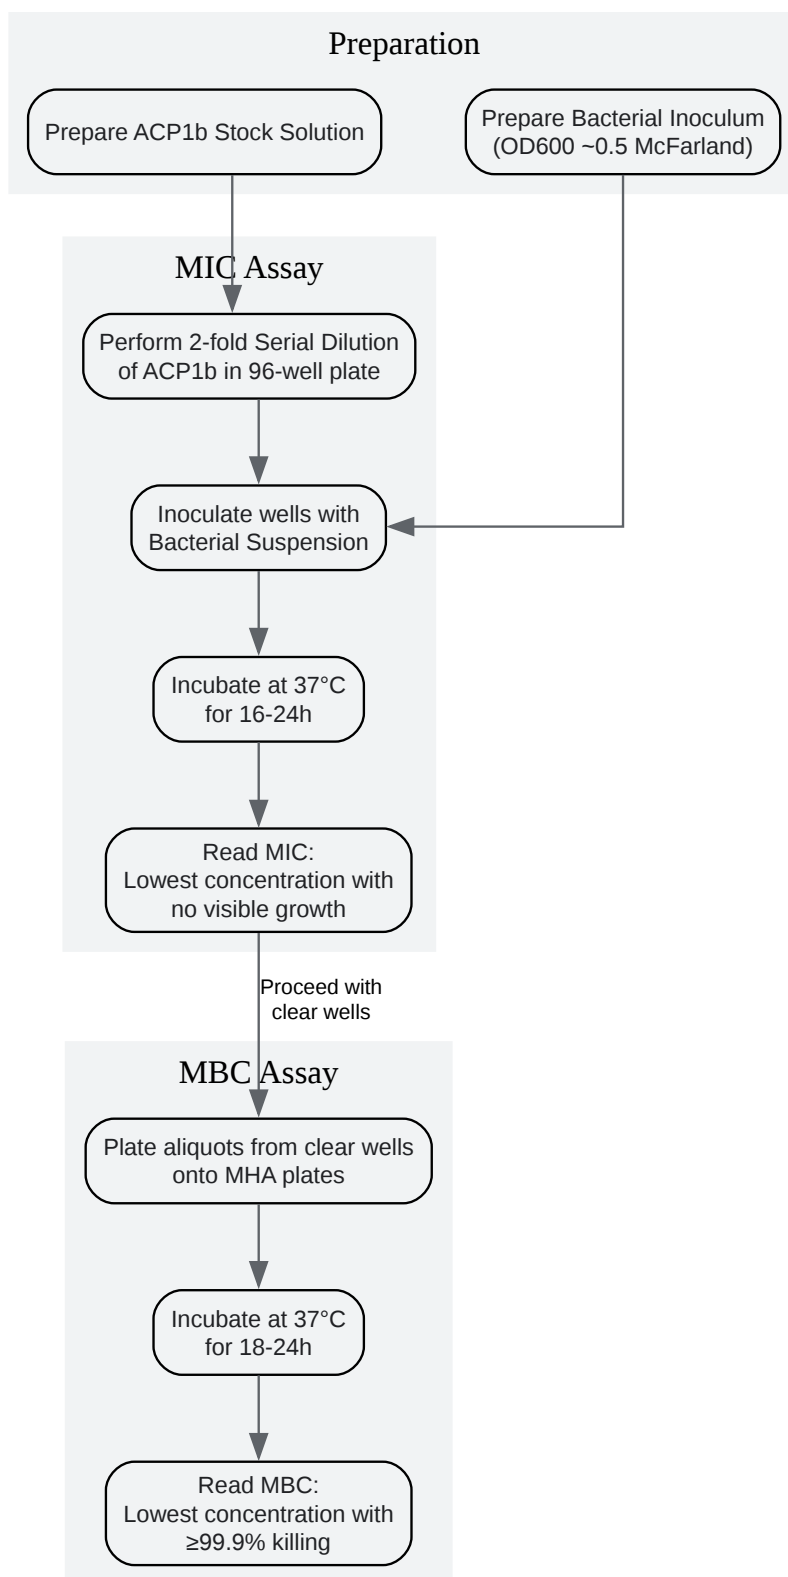 Preparation
Prepare ACP1b Stock Solution
Prepare Bacterial Inoculum
(OD600 ~0.5 McFarland)
MIC Assay
Perform 2-fold Serial Dilution
of ACP1b in 96-well plate
Inoculate wells with
Bacterial Suspension
Incubate at 37°C
for 16-24h
Read MIC:
Lowest concentration with
no visible growth
Proceed with
clear wells
MBC Assay
Plate aliquots from clear wells
onto MHA plates
Incubate at 37°C
for 18-24h
Read MBC:
Lowest concentration with
≥99.9% killing